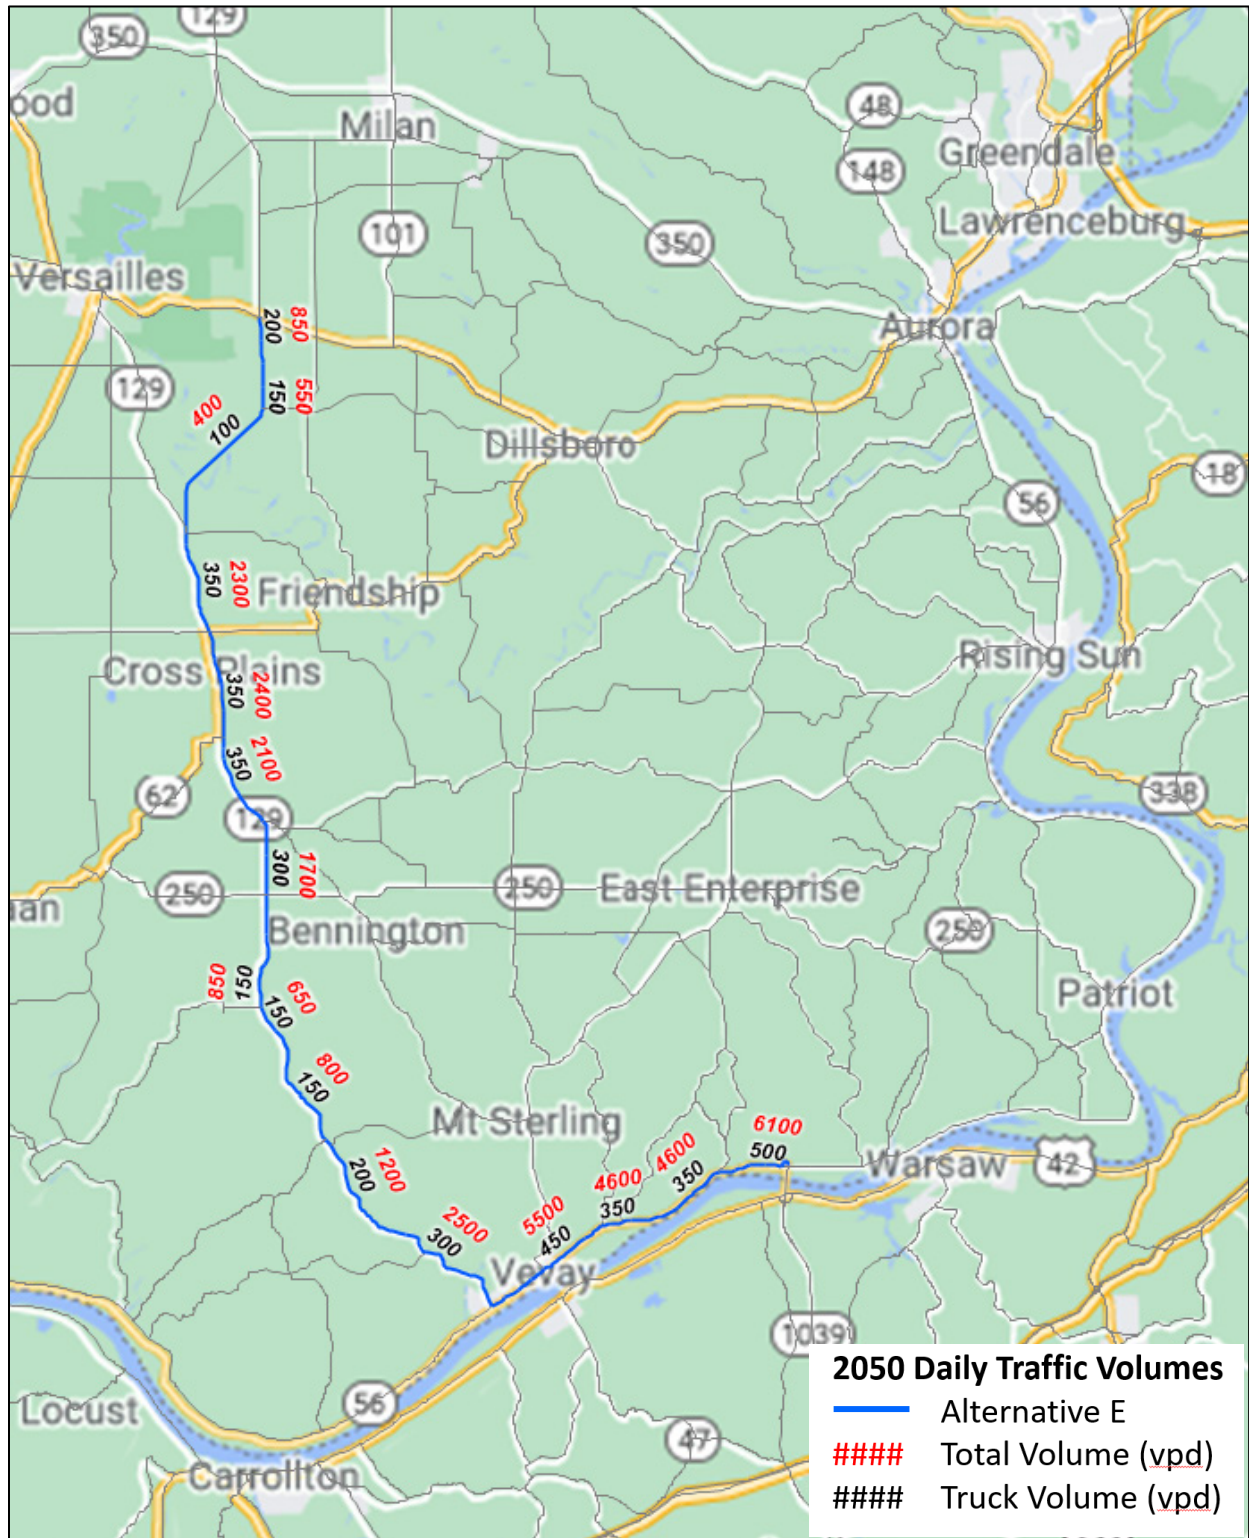 129
350
ood
48
Milan
Greendale
148
101
350
Lawrenceburg
Versailles
850
200
Aurora
129
550
150
400
100
Dillsboro
18
56
2300
350
Friendship
Rising Sun
Cross Plains
2400
350
2100
350
62
338
129
1700
300
250
250
East Enterprise
aan
Bennington
250
850
150
650
150
Patriot
800
150
Mt Sterling
6100
500
4600
350
4600
350
Warsaw
42
1200
200
2500
300
5500
450
Vevay
1039
56
Locust
47
Carrollton
2050 Daily Traffic Volumes
Alternative E
#### Total Volume (vpd)
#### Truck Volume (vpd)